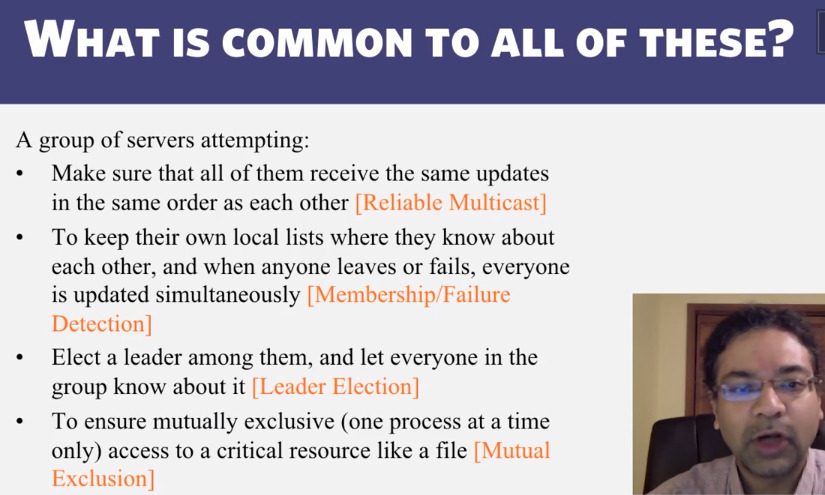 WHAT IS COMMON TO ALL OF THESE?
A group of servers attempting:
• Make sure that all of them receive the same updates
in the same order as each other [Reliable Multicast]
• To keep their own local lists where they know about
each other, and when anyone leaves or fails, everyone
is updated simultaneously [Membership/Failure
Detection]
• Elect a leader among them, and let everyone in the
group know about it [Leader Election]
• To ensure mutually exclusive (one process at a time
only) access to a critical resource like a file [Mutual
Exclusion]